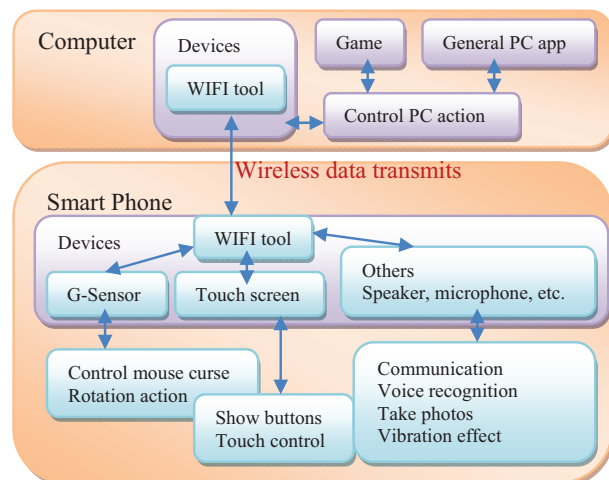 Computer
Devices
WIFI tool
Game
General PC app
Control PC action
Wireless data transmits
Smart Phone
Devices
WIFI tool
G-Sensor
Touch screen
Others
Speaker, microphone, etc.
Control mouse curse
Rotation action
Show buttons
Touch control
Communication
Voice recognition
Take photos
Vibration effect